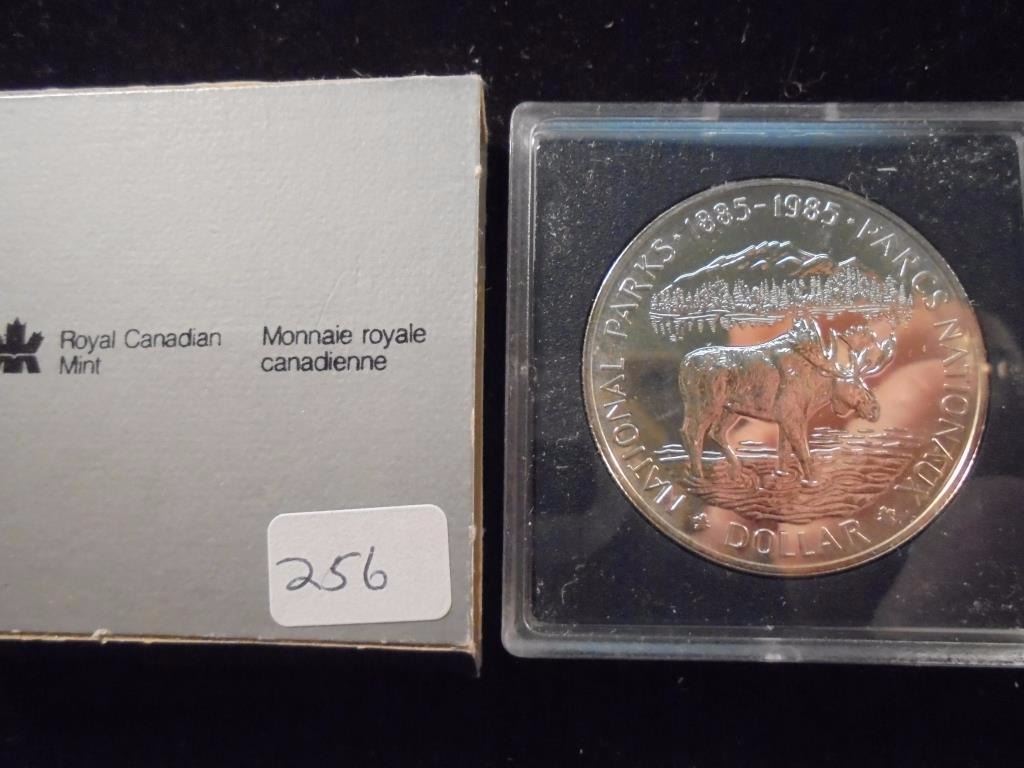 Royal Canadian
Mint
Monnaie royale
canadienne
256
NATIONAL PARKS · 1885-1985 · PARCS NATIONAUX
DOLLAR